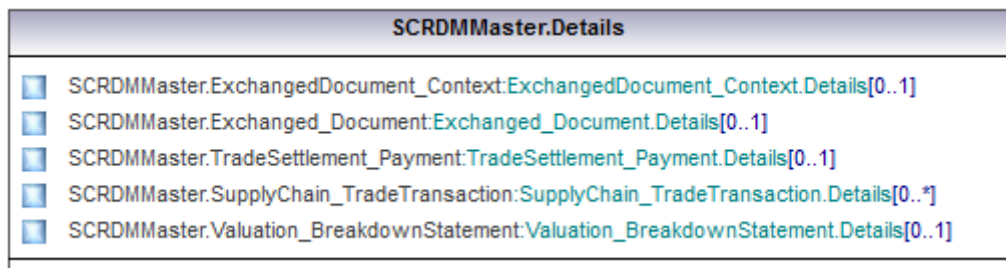 SCRDMMaster.Details
SCRDMMaster.ExchangedDocument_Context:ExchangedDocument_Context.Details[0..1]
SCRDMMaster.Exchanged_Document:Exchanged_Document.Details[0..1]
SCRDMMaster.TradeSettlement_Payment:TradeSettlement_Payment.Details[0..1]
SCRDMMaster.SupplyChain_TradeTransaction:SupplyChain_TradeTransaction.Details[0..*]
SCRDMMaster.Valuation_BreakdownStatement:Valuation_BreakdownStatement.Details[0..1]